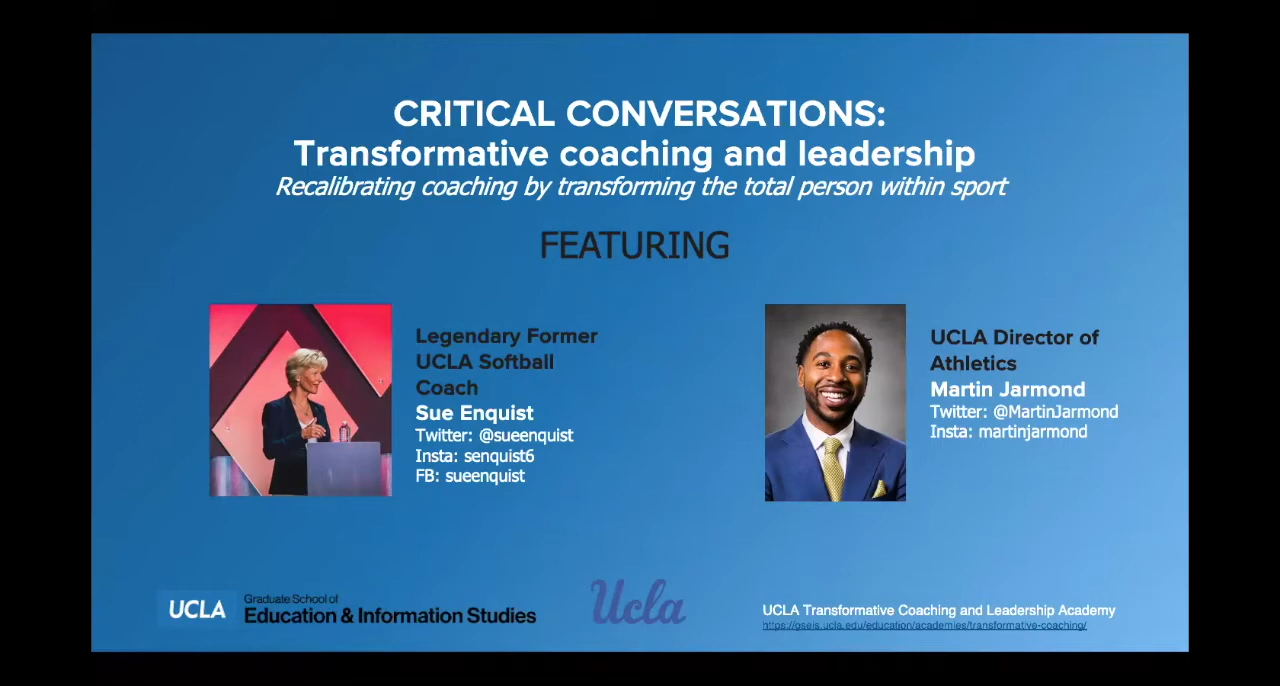 CRITICAL CONVERSATIONS:
Transformative coaching and leadership
Recalibrating coaching by transforming the total person within sport
FEATURING
Legendary Former
UCLA Softball
Coach
Sue Enquist
Twitter: @sueenquist
Insta: senquist6
FB: sueenquist
UCLA Director of
Athletics
Martin Jarmond
Twitter: @MartinJarmond
Insta: martinjarmond
UCLA
Graduate School of
Education & Information Studies
Ucla
UCLA Transformative Coaching and Leadership Academy
https://gseis.ucla.edu/education/academies/transformative-coaching/